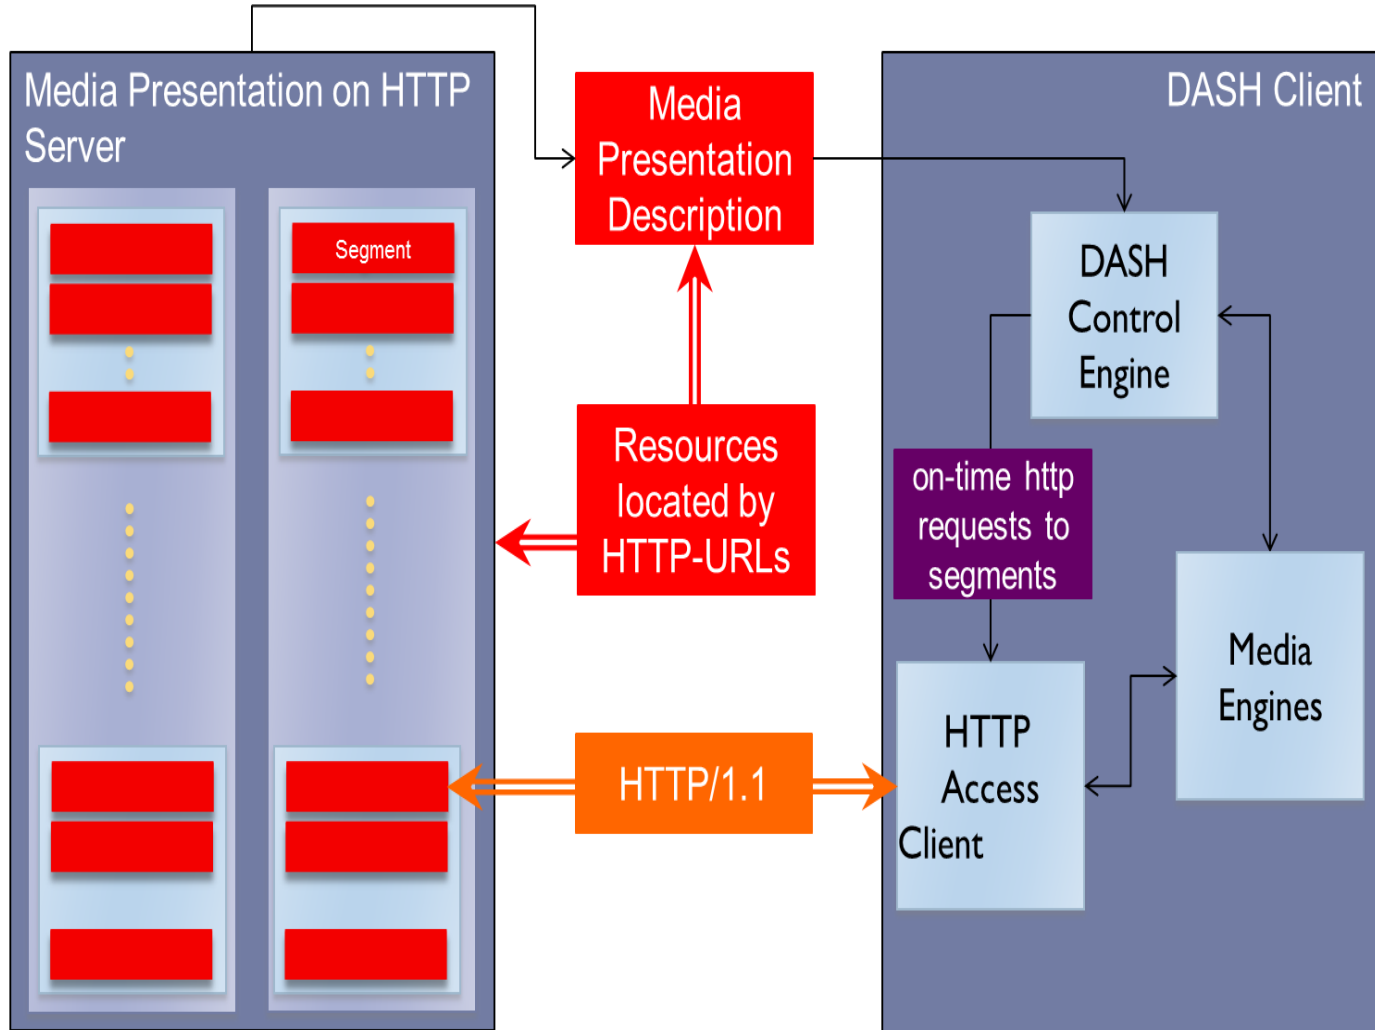 Media Presentation on HTTP
Server
Segment
Media
Presentation
Description
Resources
located by
HTTP-URLs
HTTP/1.1
DASH Client
DASH
Control
Engine
on-time http
requests to
segments
Media
Engines
HTTP
Access
Client